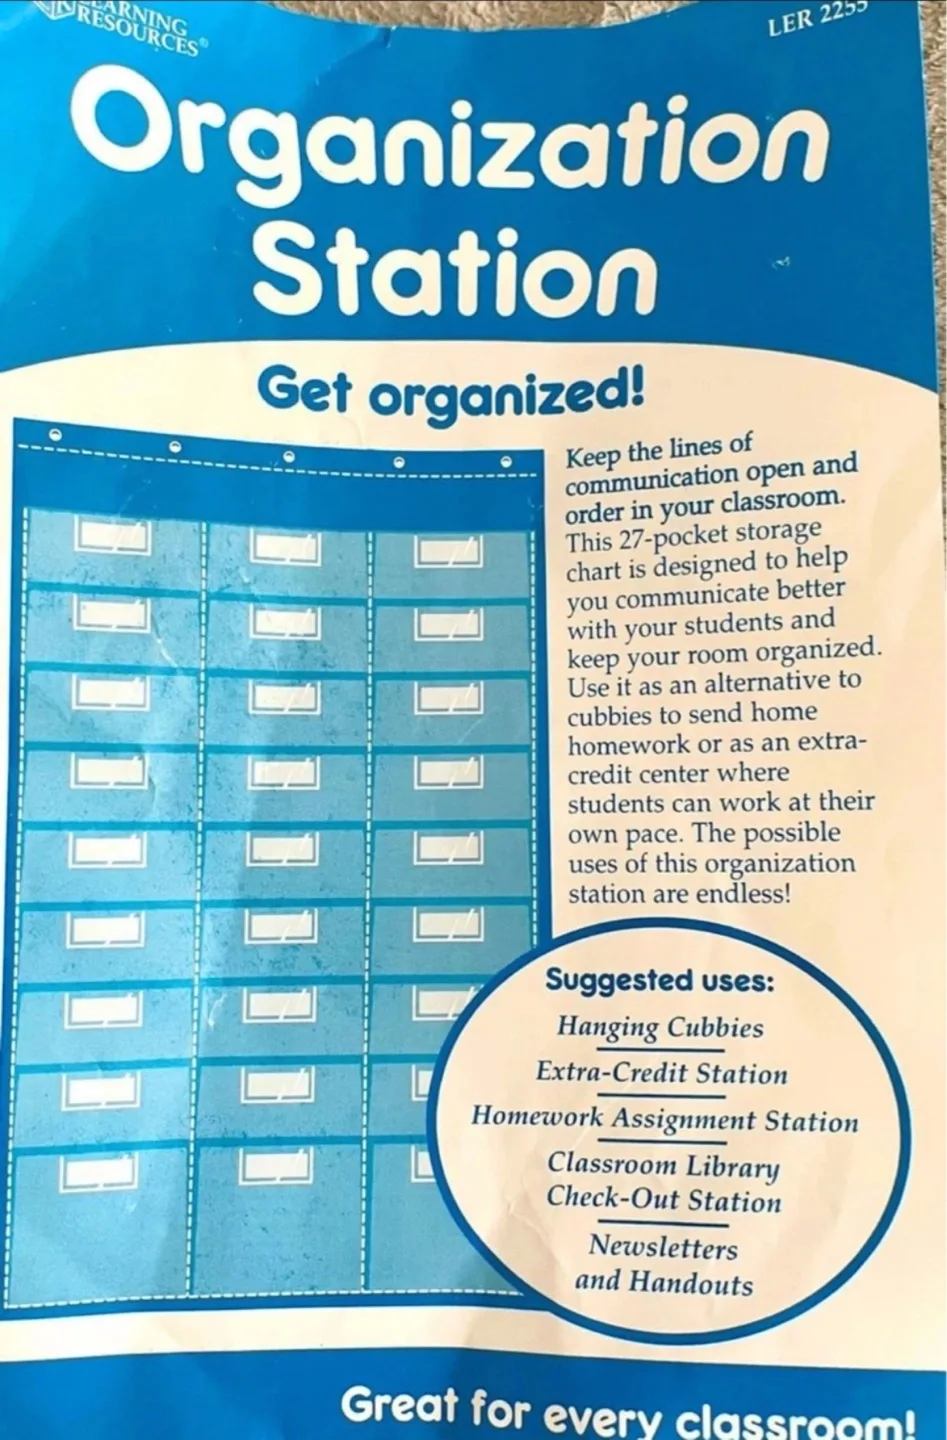 LEARNING
RESOURCES®
LER 2255
Organization
Station
Get organized!
Keep the lines of
communication open and
order in your classroom.
This 27-pocket storage
chart is designed to help
you communicate better
with your students and
keep your room organized.
Use it as an alternative to
cubbies to send home
homework or as an extra-
credit center where
students can work at their
own pace. The possible
uses of this organization
station are endless!
Suggested uses:
Hanging Cubbies
Extra-Credit Station
Homework Assignment Station
Classroom Library
Check-Out Station
Newsletters
and Handouts
Great for every classroom!